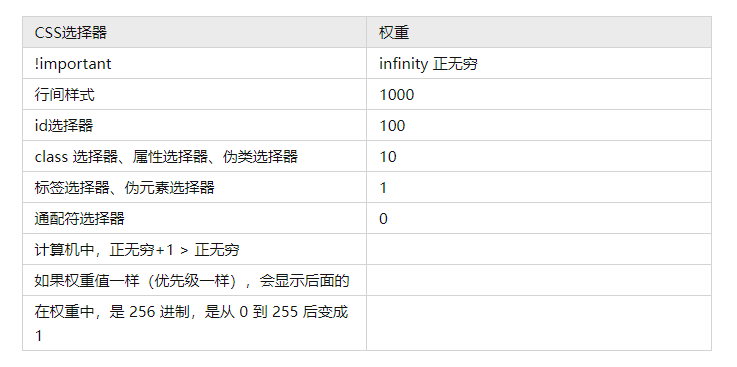 CSS选择器 权重
!important infinity 正无穷
行间样式 1000
id选择器 100
class 选择器、属性选择器、伪类选择器 10
标签选择器、伪元素选择器 1
通配符选择器 0
计算机中，正无穷+1 > 正无穷
如果权重值一样（优先级一样），会显示后面的
在权重中，是 256 进制，是从 0 到 255 后变成
1